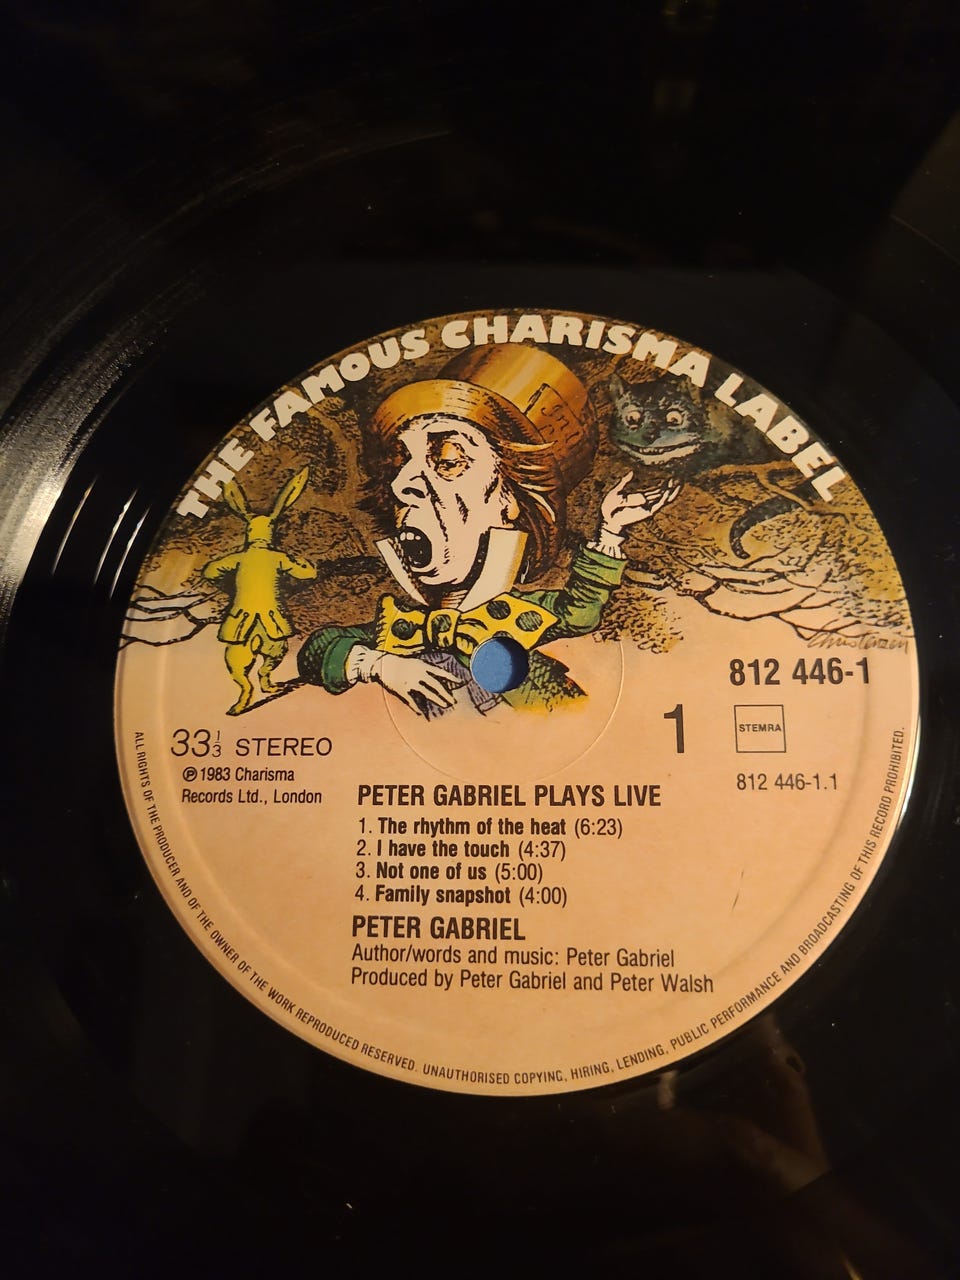 THE FAMOUS CHARISMA LABEL
812 446-1
1
STEMRA
812 446-1.1
33⅓ STEREO
℗ 1983 Charisma
Records Ltd., London
PETER GABRIEL PLAYS LIVE
1. The rhythm of the heat (6:23)
2. I have the touch (4:37)
3. Not one of us (5:00)
4. Family snapshot (4:00)
PETER GABRIEL
Author/words and music: Peter Gabriel
Produced by Peter Gabriel and Peter Walsh
ALL RIGHTS OF THE PRODUCER AND OF THE OWNER OF THE WORK REPRODUCED RESERVED. UNAUTHORISED COPYING, HIRING, LENDING, PUBLIC PERFORMANCE AND BROADCASTING OF THIS RECORD PROHIBITED.